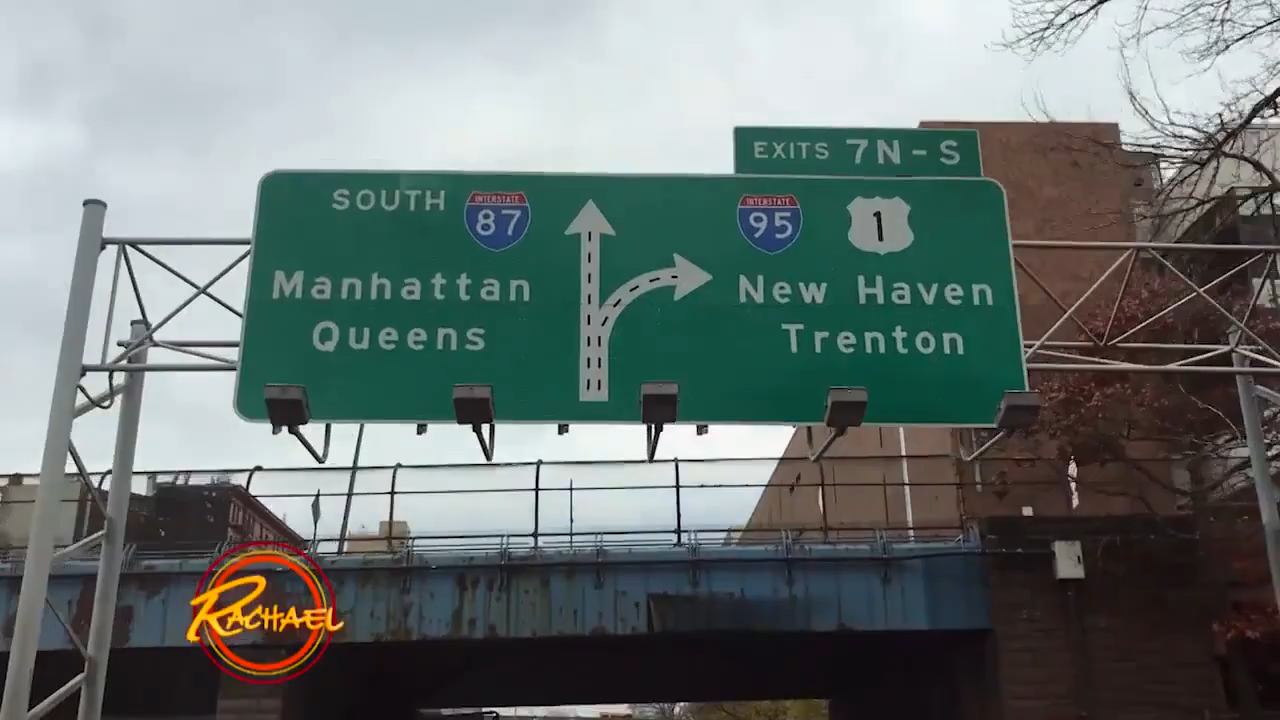 EXITS 7N-S
SOUTH INTERSTATE 87
Manhattan
Queens
INTERSTATE 95 1
New Haven
Trenton
RACHAEL